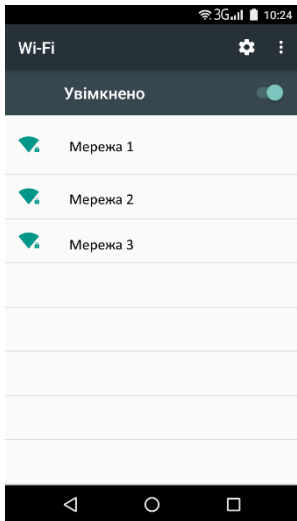 3G 10:24
Wi-Fi
Увімкнено
Мережа 1
Мережа 2
Мережа 3